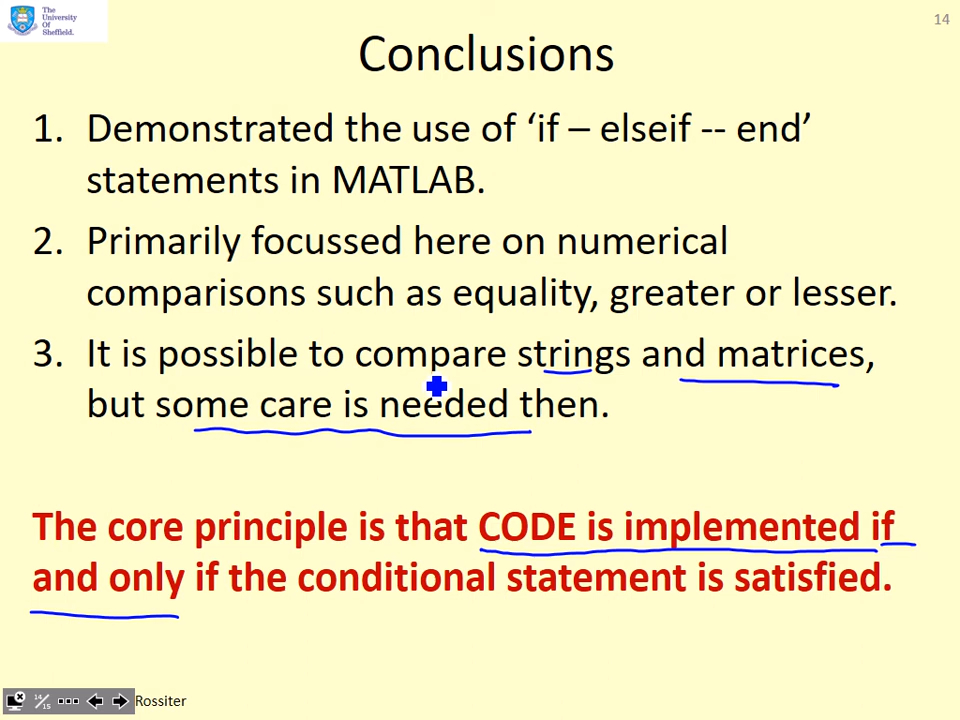 The
University
Of
Sheffield.
14
Conclusions
1. Demonstrated the use of ‘if – elseif -- end’
statements in MATLAB.
2. Primarily focussed here on numerical
comparisons such as equality, greater or lesser.
3. It is possible to compare strings and matrices,
but some care is needed then.
The core principle is that CODE is implemented if
and only if the conditional statement is satisfied.
14/15
Rossiter